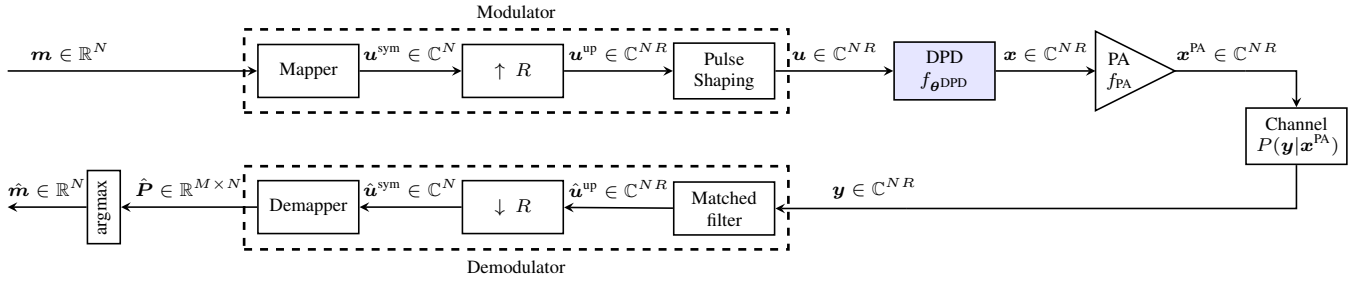 Modulator
𝒎 ∈ ℝ^N
Mapper
𝒖^sym ∈ ℂ^N
↑ R
𝒖^up ∈ ℂ^{NR}
Pulse
Shaping
𝒖 ∈ ℂ^{NR}
DPD
f_{𝜽^DPD}
𝒙 ∈ ℂ^{NR}
PA
f_PA
𝒙^PA ∈ ℂ^{NR}
Channel
P(𝒚|𝒙^PA)
𝒎̂ ∈ ℝ^N
argmax
𝑷̂ ∈ ℝ^{M×N}
Demapper
𝒖̂^sym ∈ ℂ^N
↓ R
𝒖̂^up ∈ ℂ^{NR}
Matched
filter
𝒚 ∈ ℂ^{NR}
Demodulator